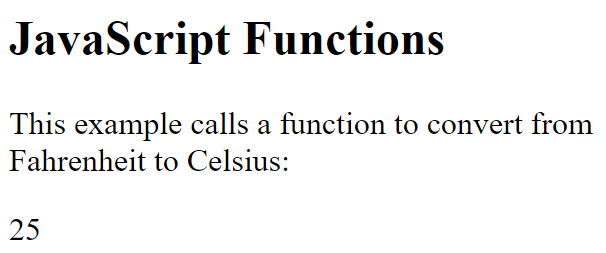 JavaScript Functions
This example calls a function to convert from
Fahrenheit to Celsius:
25